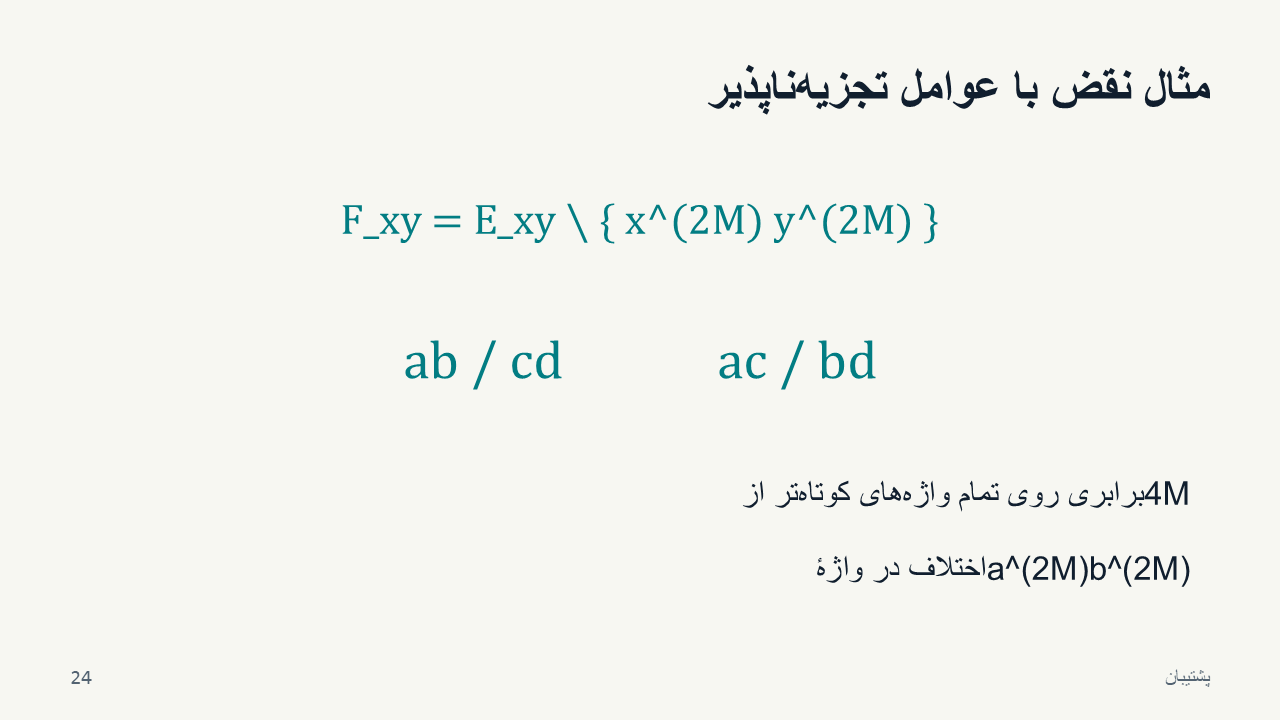 مثال نقض با عوامل تجزیه‌ناپذیر
F_xy = E_xy \ { x^(2M) y^(2M) }
ab / cd
ac / bd
برابری روی تمام واژه‌های کوتاه‌تر از 4M
اختلاف در واژهٔ a^(2M)b^(2M)
پشتیبان
24